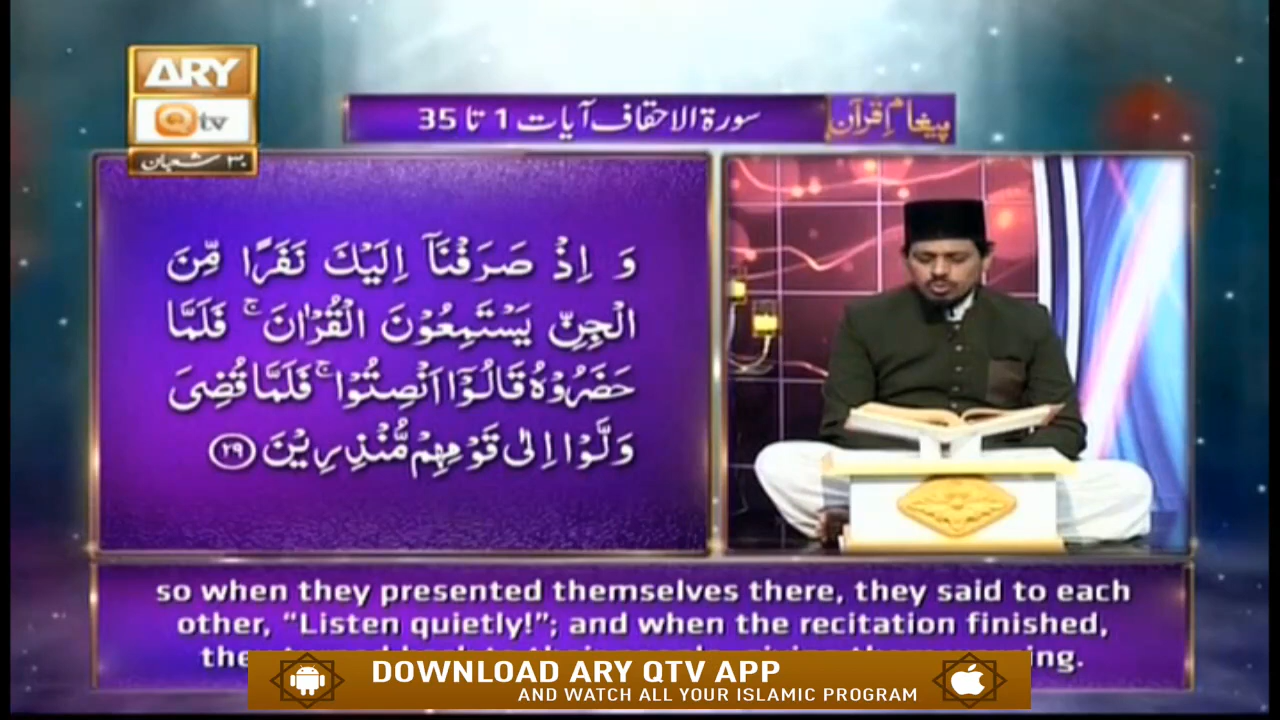 ARY
Qtv
۳۰ شعبان
پیغامِ قرآن
سورۃ الاحقاف آیات 1 تا 35
وَ اِذْ صَرَفْنَاۤ اِلَیْكَ نَفَرًا مِّنَ
الْجِنِّ یَسْتَمِعُوْنَ الْقُرْاٰنَ ۚ فَلَمَّا
حَضَرُوْهُ قَالُوْۤا اَنْصِتُوْا ۚ فَلَمَّا قُضِیَ
وَلَّوْا اِلٰی قَوْمِهِمْ مُّنْذِرِیْنَ ﴿۲۹﴾
so when they presented themselves there, they said to each
other, “Listen quietly!”; and when the recitation finished,
DOWNLOAD ARY QTV APP
AND WATCH ALL YOUR ISLAMIC PROGRAM